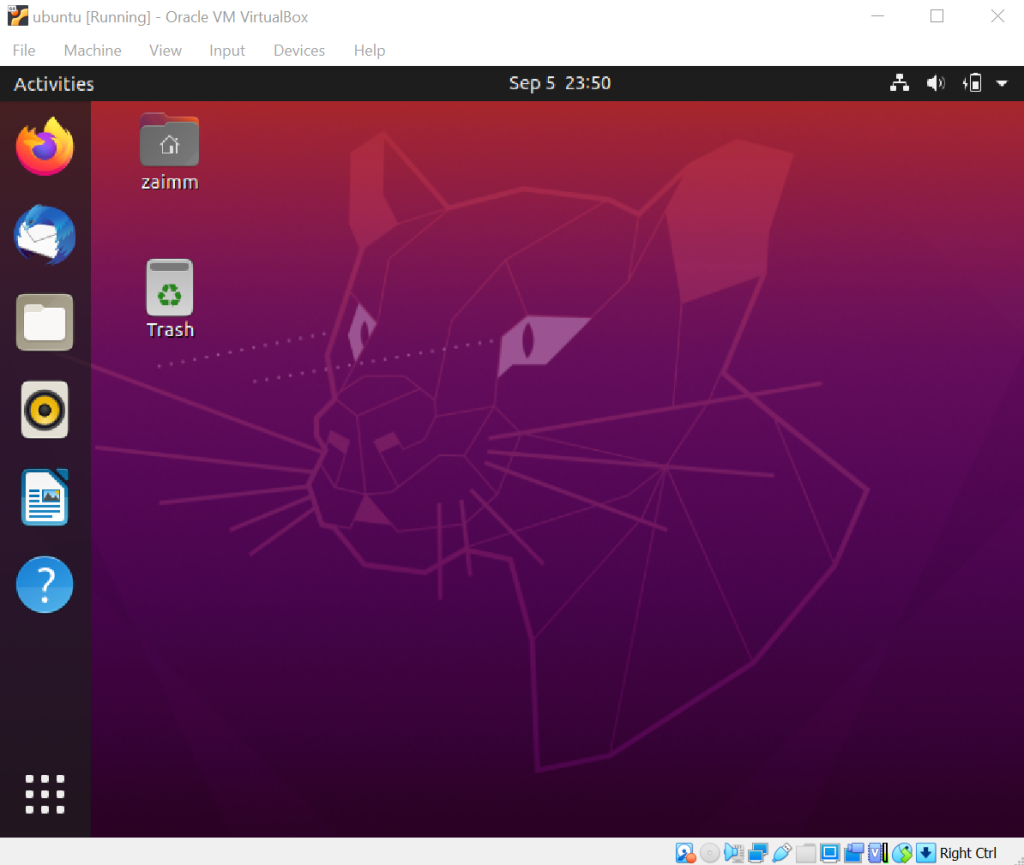 ubuntu [Running] - Oracle VM VirtualBox
File Machine View Input Devices Help
Activities
Sep 5 23:50
zaimm
Trash
?
Right Ctrl